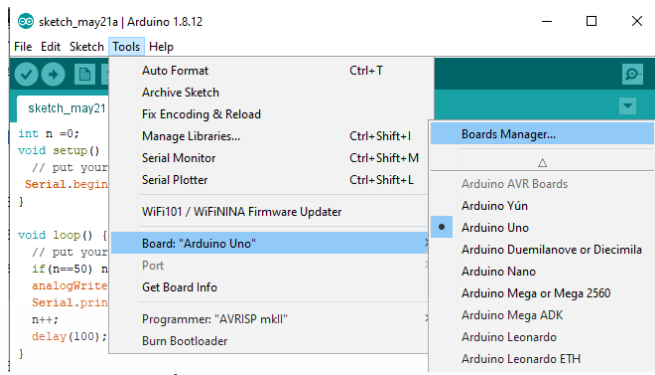 sketch_may21a | Arduino 1.8.12
File Edit Sketch Tools Help
sketch_may21
int n =0;
void setup()
// put your
Serial.begin
}
void loop() {
// put your
if(n==50) n
analogWrite
Serial.prin
n++;
delay(100);
}
Auto Format Ctrl+T
Archive Sketch
Fix Encoding & Reload
Manage Libraries... Ctrl+Shift+I
Serial Monitor Ctrl+Shift+M
Serial Plotter Ctrl+Shift+L
WiFi101 / WiFiNINA Firmware Updater
Board: "Arduino Uno"
Port
Get Board Info
Programmer: "AVRISP mkII"
Burn Bootloader
Boards Manager...
Arduino AVR Boards
Arduino Yún
Arduino Uno
Arduino Duemilanove or Diecimila
Arduino Nano
Arduino Mega or Mega 2560
Arduino Mega ADK
Arduino Leonardo
Arduino Leonardo ETH